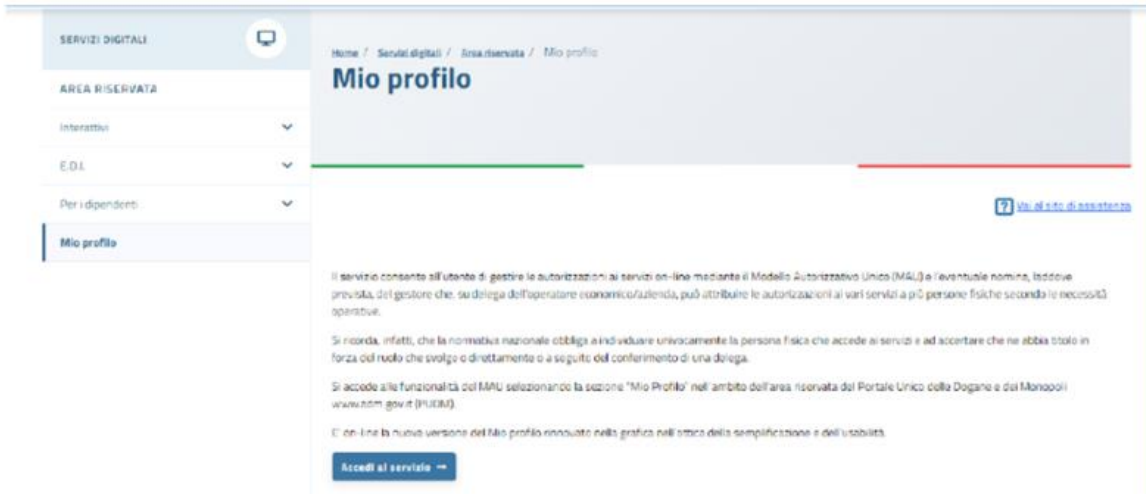 SERVIZI DIGITALI
AREA RISERVATA
Interattivi
E.D.I.
Per i dipendenti
Mio profilo
Home / Servizi digitali / Area riservata / Mio profilo
Mio profilo
? Vai al sito di assistenza
Il servizio consente all'utente di gestire le autorizzazioni ai servizi on-line mediante il Modello Autorizzativo Unico (MAU) e l'eventuale nomina, laddove
prevista, del gestore che, su delega dell'operatore economico/azienda, può attribuire le autorizzazioni ai vari servizi a più persone fisiche secondo le necessità
operative.
Si ricorda, infatti, che la normativa nazionale obbliga a individuare univocamente la persona fisica che accede ai servizi e ad accertare che ne abbia titolo in
forza del ruolo che svolge o direttamente o a seguito del conferimento di una delega.
Si accede alle funzionalità del MAU selezionando la sezione "Mio Profilo" nell'ambito dell'area riservata del Portale Unico delle Dogane e dei Monopoli
www.adm.gov.it (PUDM).
E' on-line la nuova versione del Mio profilo rinnovato nella grafica nell'ottica della semplificazione e dell'usabilità.
Accedi al servizio →